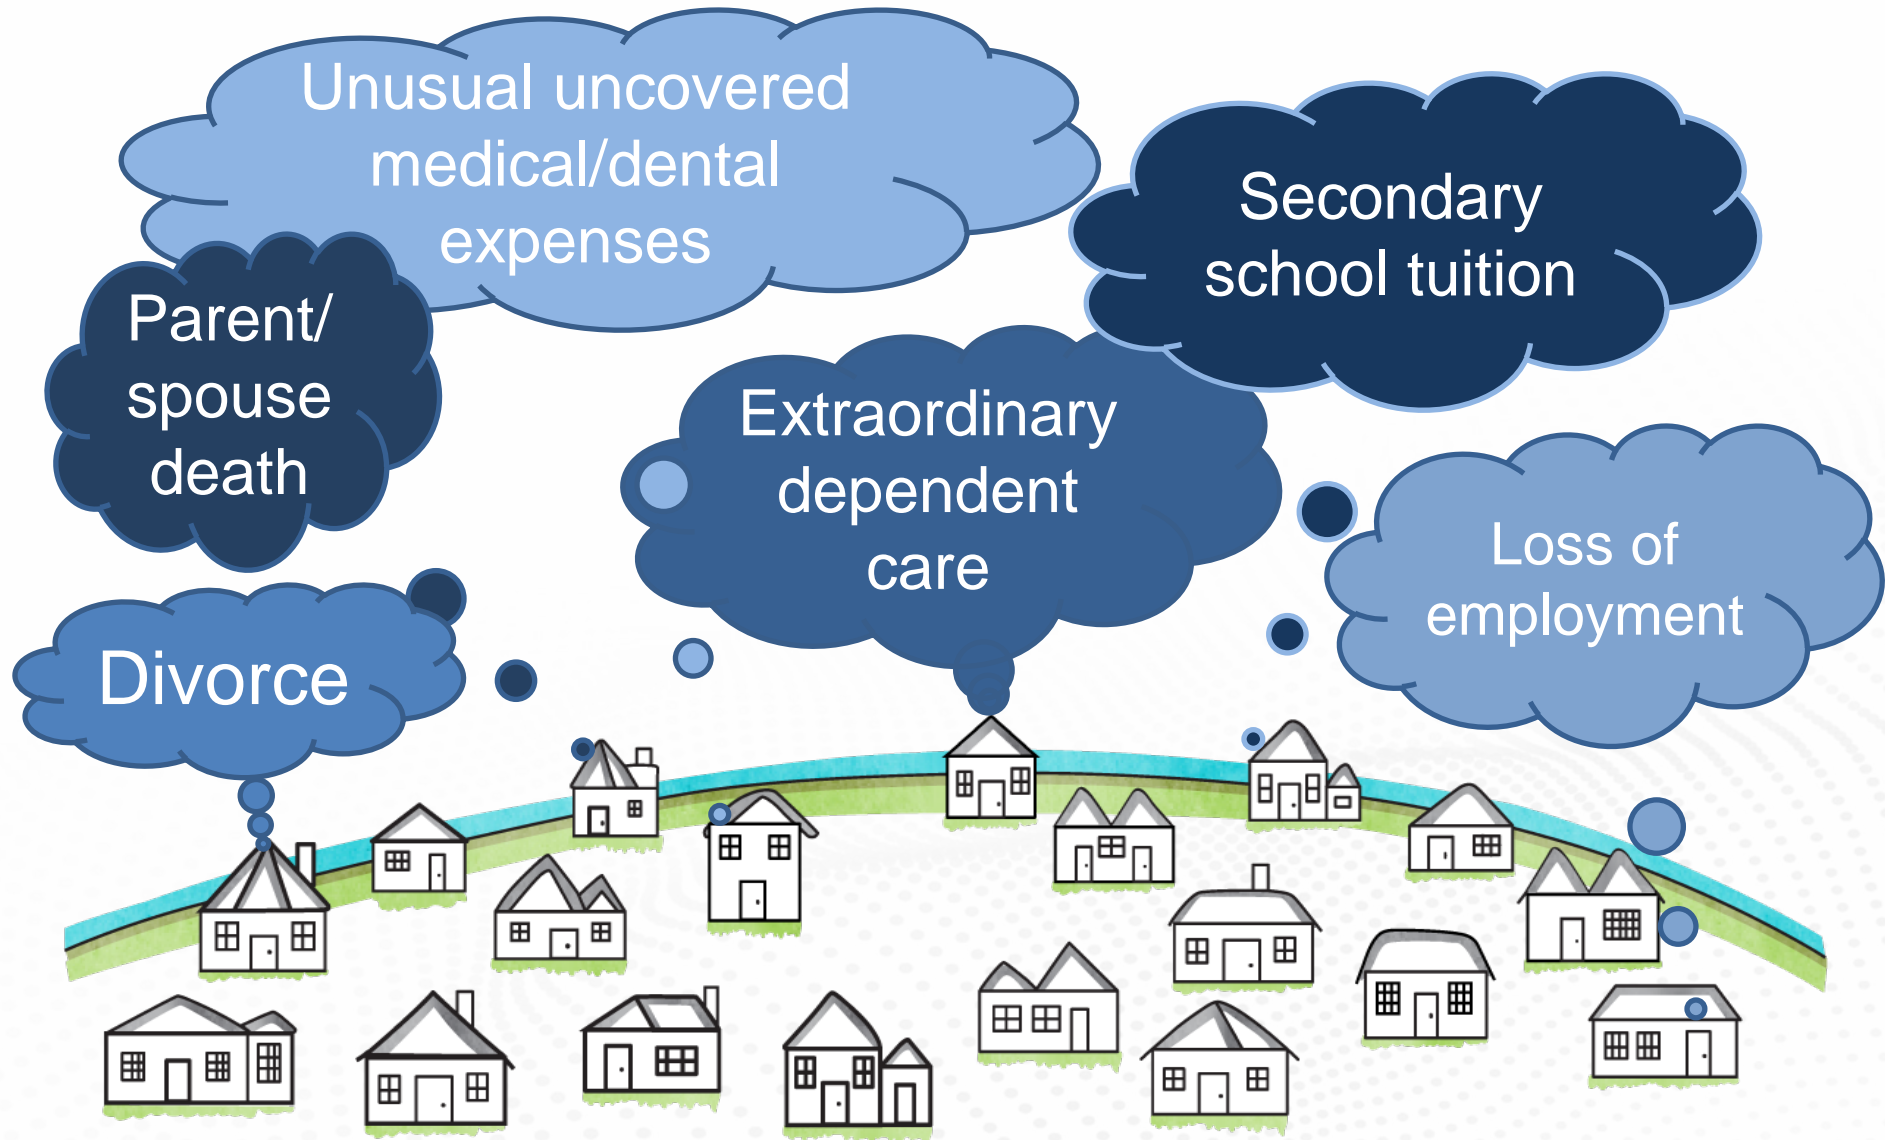 Unusual uncovered
medical/dental
expenses
Secondary
school tuition
Parent/
spouse
death
Extraordinary
dependent
care
Loss of
employment
Divorce